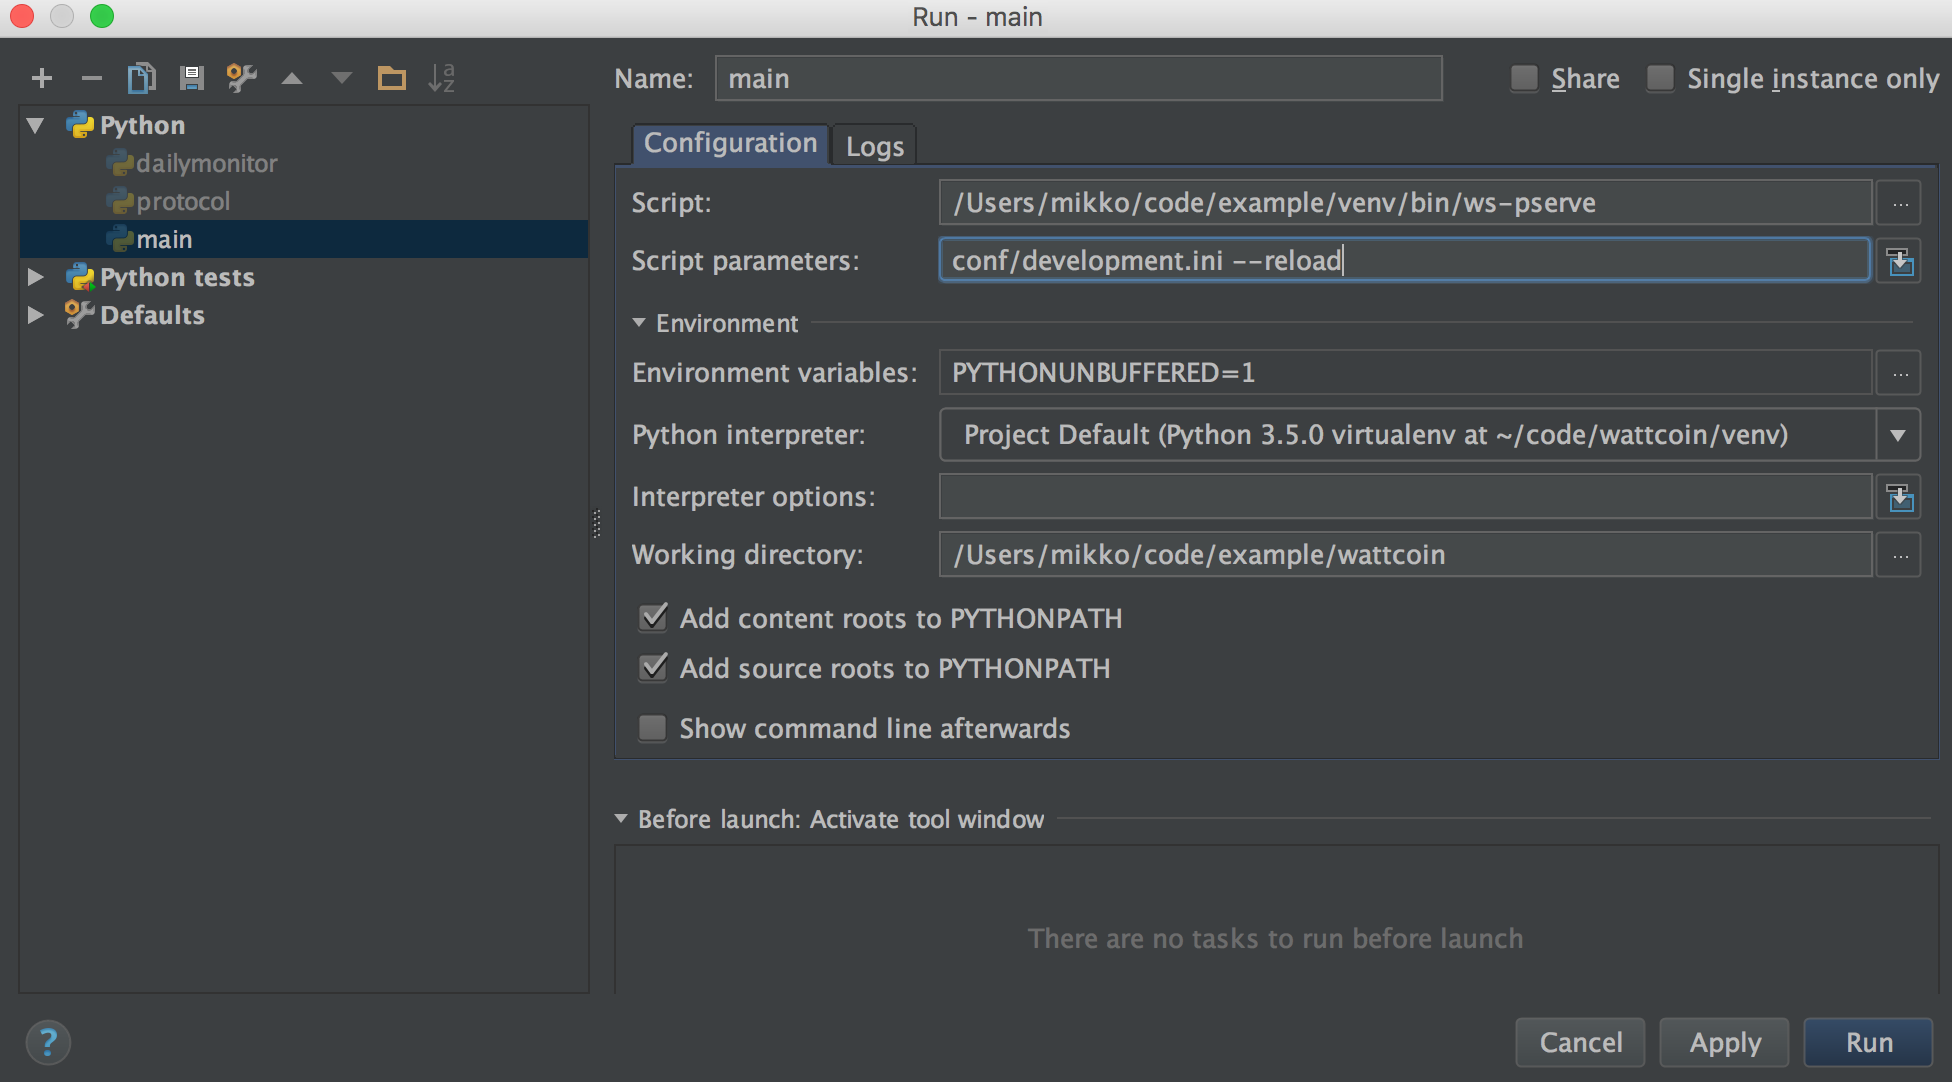 Run - main
Name: main Share Single instance only
Python
dailymonitor
protocol
main
Python tests
Defaults
Configuration Logs
Script: /Users/mikko/code/example/venv/bin/ws-pserve ...
Script parameters: conf/development.ini --reload
Environment
Environment variables: PYTHONUNBUFFERED=1 ...
Python interpreter: Project Default (Python 3.5.0 virtualenv at ~/code/wattcoin/venv)
Interpreter options:
Working directory: /Users/mikko/code/example/wattcoin ...
Add content roots to PYTHONPATH
Add source roots to PYTHONPATH
Show command line afterwards
Before launch: Activate tool window
There are no tasks to run before launch
? Cancel Apply Run